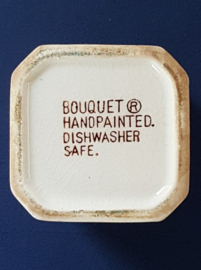 BOUQUET ®
HANDPAINTED.
DISHWASHER
SAFE.